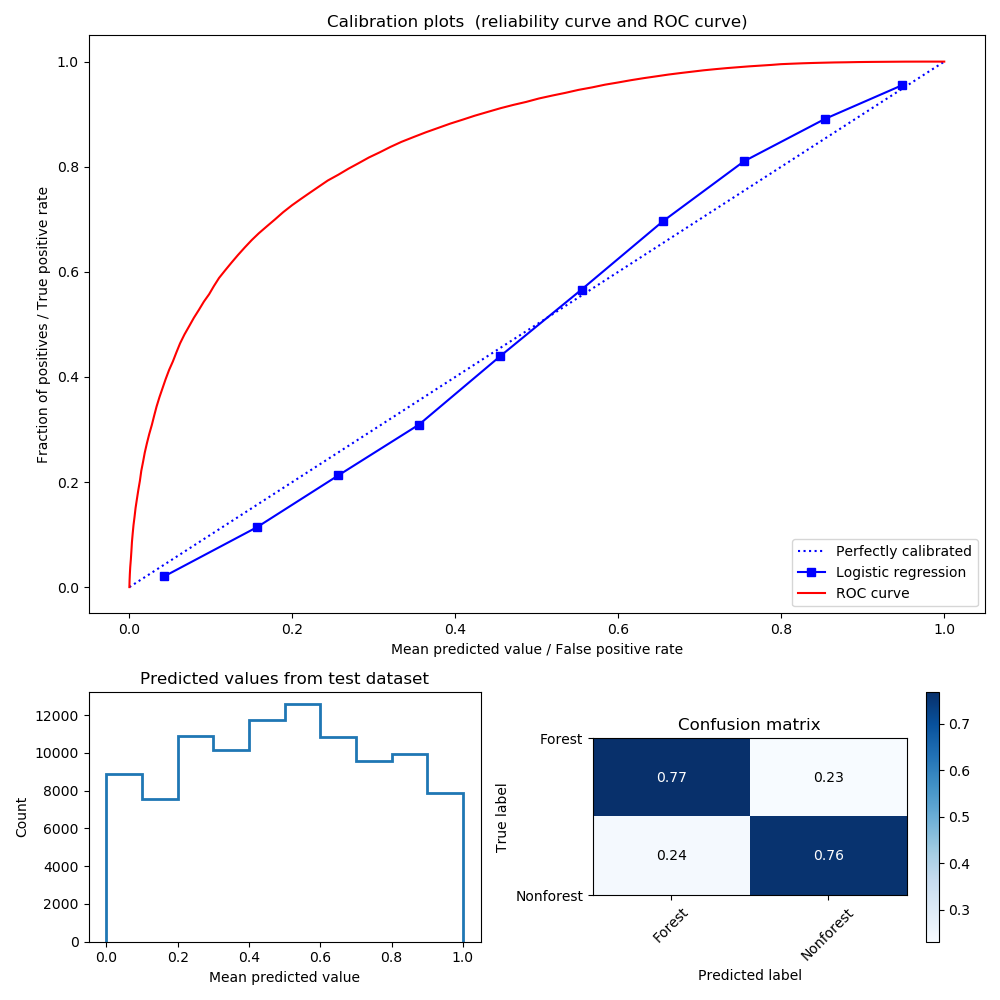 Calibration plots  (reliability curve and ROC curve)
Fraction of positives / True positive rate
1.0
0.8
0.6
0.4
0.2
0.0
0.0 0.2 0.4 0.6 0.8 1.0
Mean predicted value / False positive rate
Perfectly calibrated
Logistic regression
ROC curve
Predicted values from test dataset
Count
12000
10000
8000
6000
4000
2000
0
0.0 0.2 0.4 0.6 0.8 1.0
Mean predicted value
Confusion matrix
True label
Forest
Nonforest
0.77 0.23
0.24 0.76
Forest Nonforest
Predicted label
0.7
0.6
0.5
0.4
0.3